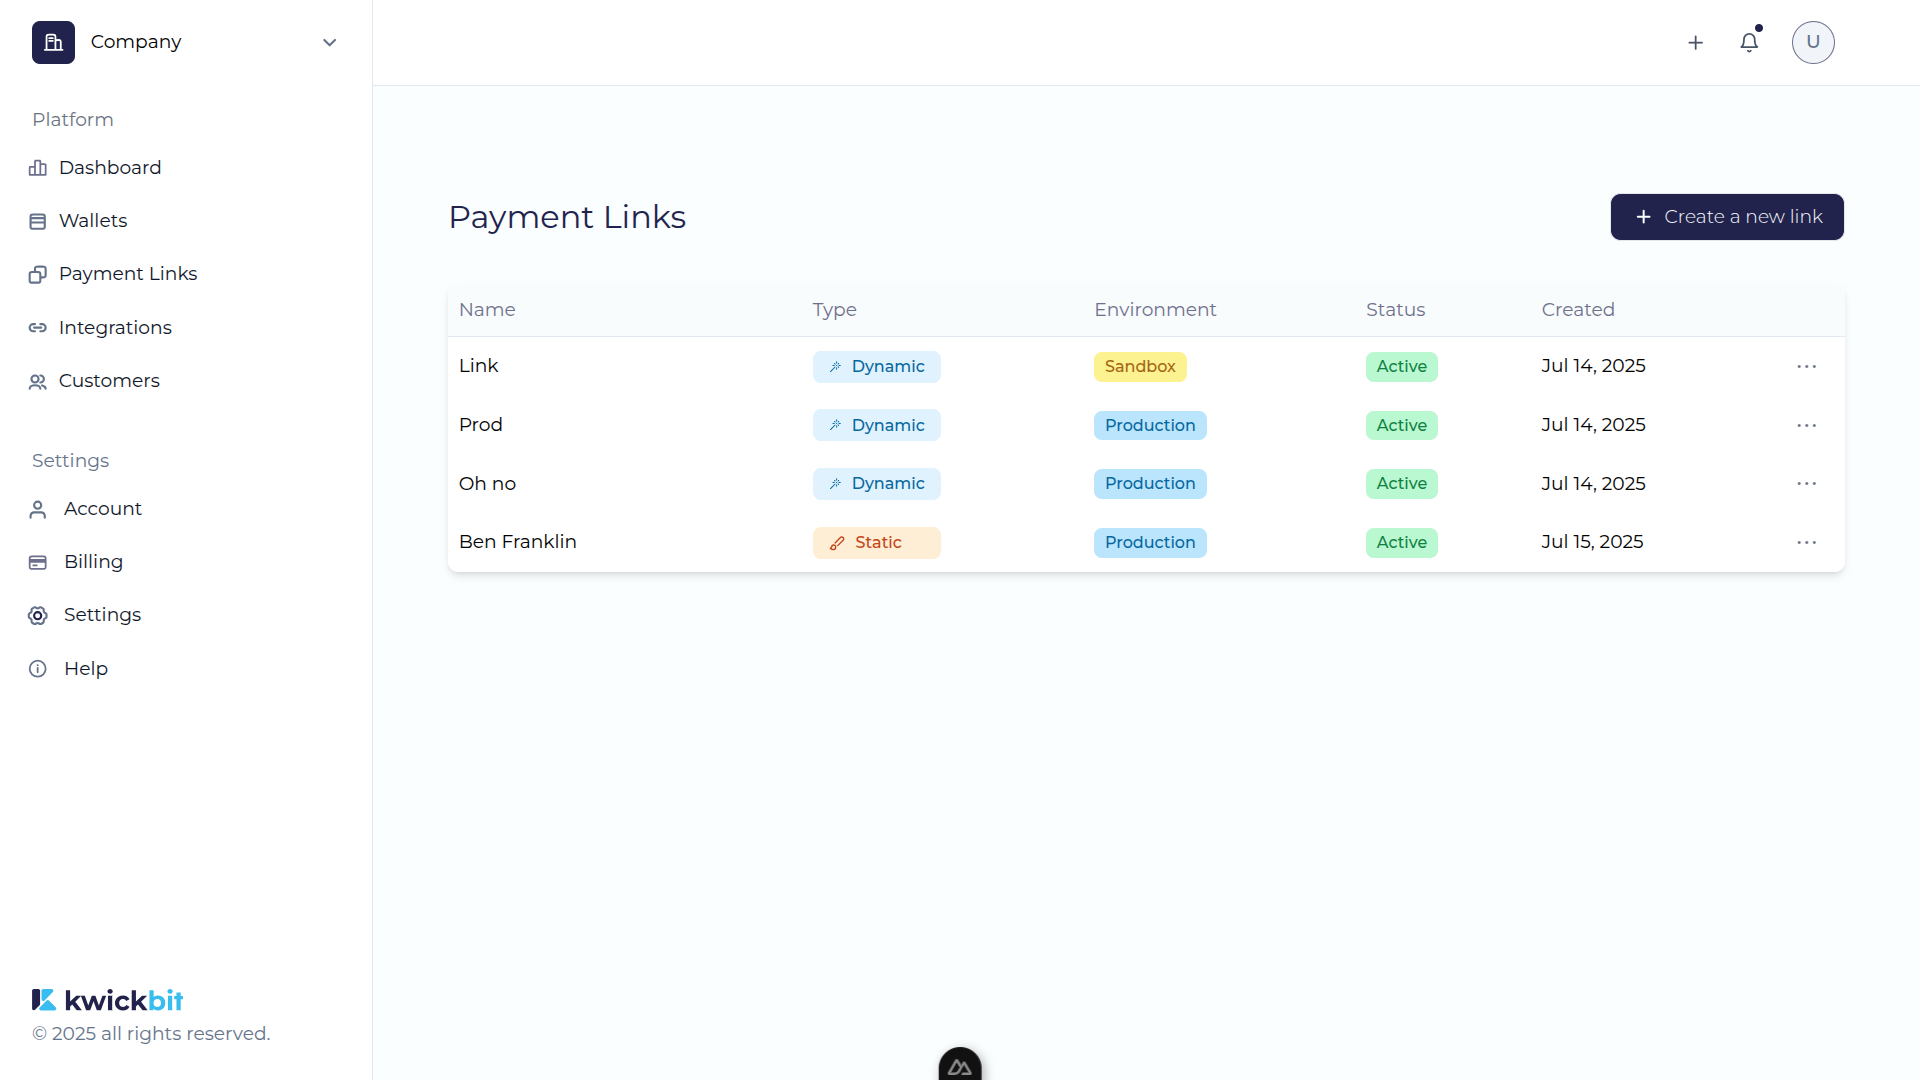 Company
U
Platform
Dashboard
Wallets
Payment Links
Integrations
Customers
Settings
Account
Billing
Settings
Help
kwickbit
© 2025 all rights reserved.
Payment Links
Create a new link
Name Type Environment Status Created
Link Dynamic Sandbox Active Jul 14, 2025
Prod Dynamic Production Active Jul 14, 2025
Oh no Dynamic Production Active Jul 14, 2025
Ben Franklin Static Production Active Jul 15, 2025